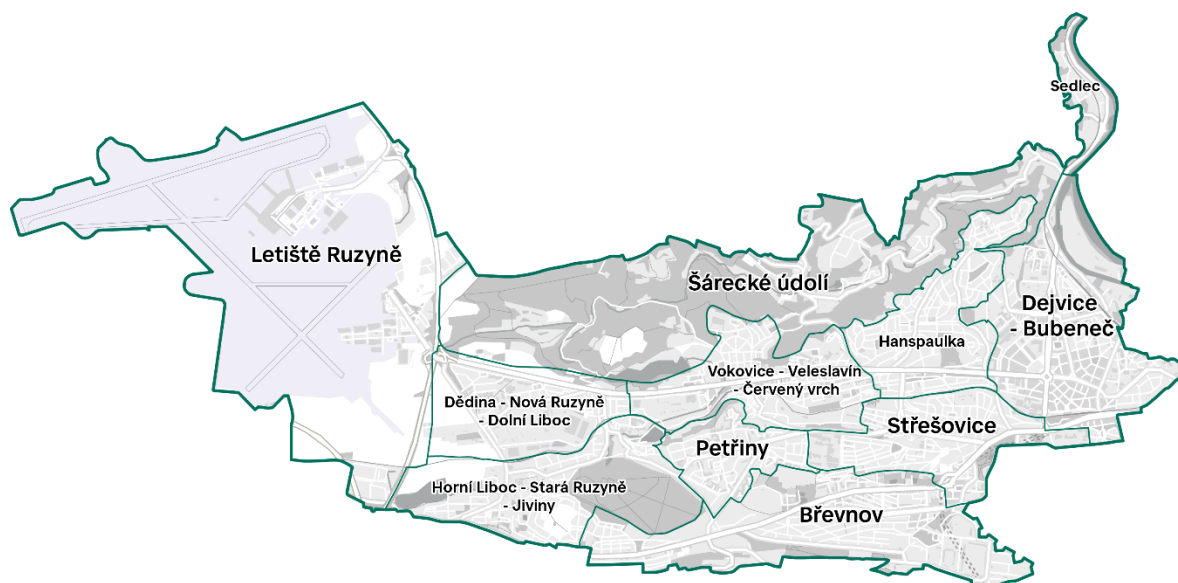 Sedlec
Letiště Ruzyně
Šárecké údolí
Dejvice
- Bubeneč
Hanspaulka
Vokovice - Veleslavín
- Červený vrch
Dědina - Nová Ruzyně
- Dolní Liboc
Střešovice
Petřiny
Horní Liboc - Stará Ruzyně
- Jiviny
Břevnov